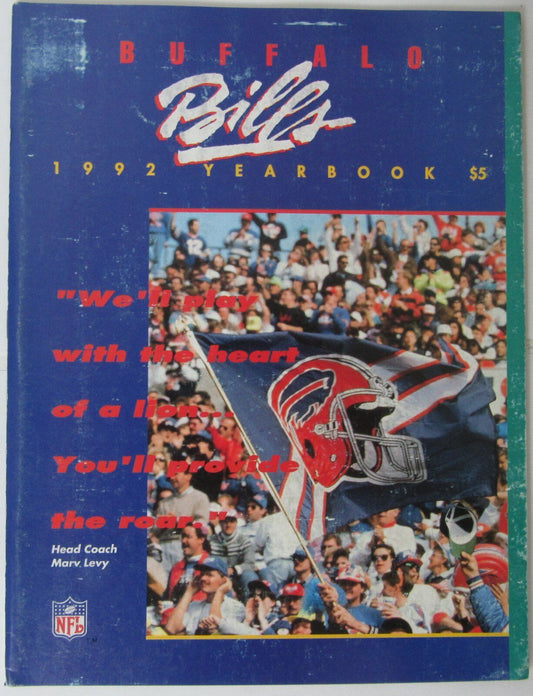 BUFFALO
Bills
1992 YEARBOOK $5
"We'll play
with the heart
of a lion...
You'll provide
the roar."
Head Coach
Marv Levy
NFL
TM